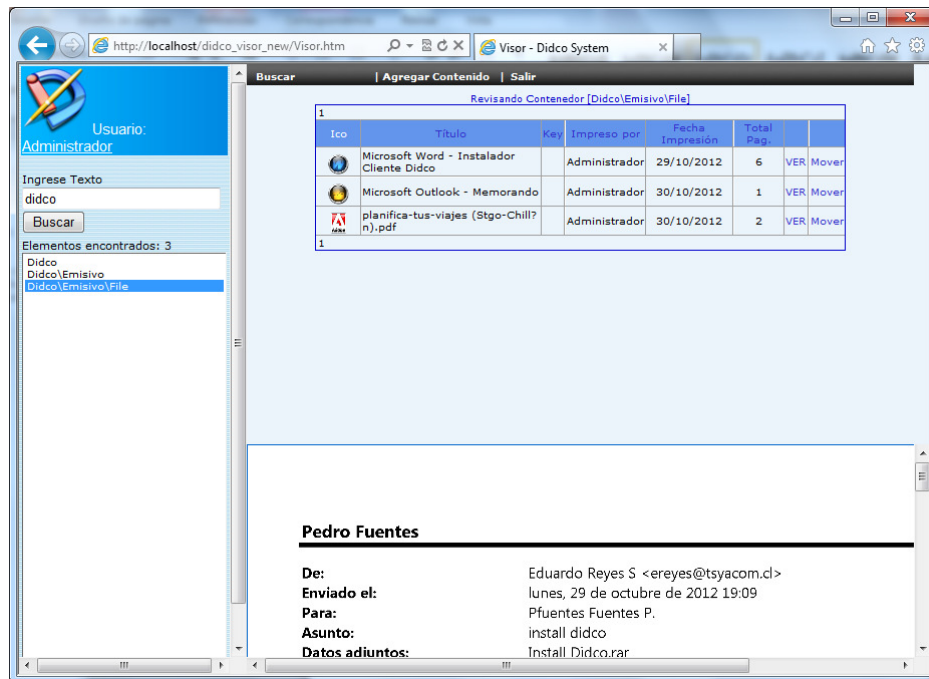 http://localhost/didco_visor_new/Visor.htm
Visor - Didco System
Usuario:
Administrador
Ingrese Texto
didco
Buscar
Elementos encontrados: 3
Didco
Didco\Emisivo
Didco\Emisivo\File
Buscar | Agregar Contenido | Salir
Revisando Contenedor [Didco\Emisivo\File]
1
Ico Título Key Impreso por Fecha Impresión Total Pag.
Microsoft Word - Instalador Cliente Didco Administrador 29/10/2012 6 VER Mover
Microsoft Outlook - Memorando Administrador 30/10/2012 1 VER Mover
planifica-tus-viajes (Stgo-Chill?n).pdf Administrador 30/10/2012 2 VER Mover
1
Pedro Fuentes
De: Eduardo Reyes S <ereyes@tsyacom.cl>
Enviado el: lunes, 29 de octubre de 2012 19:09
Para: Pfuentes Fuentes P.
Asunto: install didco
Datos adjuntos: Install Didco.rar